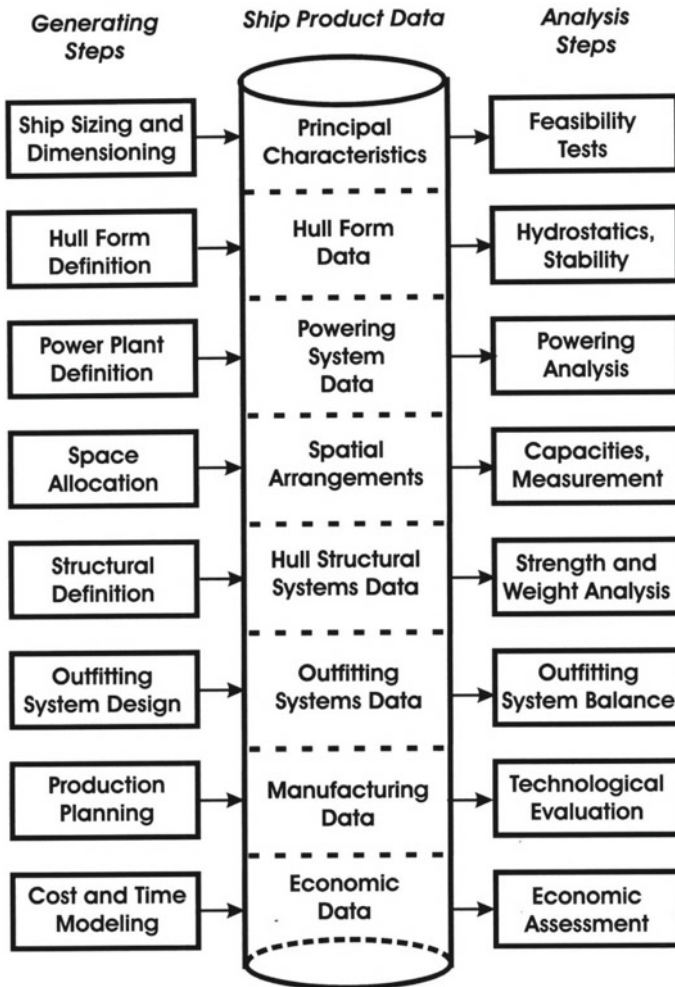 Generating
Steps
Ship Product Data
Analysis
Steps
Ship Sizing and
Dimensioning
Principal
Characteristics
Feasibility
Tests
Hull Form
Definition
Hull Form
Data
Hydrostatics,
Stability
Power Plant
Definition
Powering
System
Data
Powering
Analysis
Space
Allocation
Spatial
Arrangements
Capacities,
Measurement
Structural
Definition
Hull Structural
Systems Data
Strength and
Weight Analysis
Outfitting
System Design
Outfitting
Systems Data
Outfitting
System Balance
Production
Planning
Manufacturing
Data
Technological
Evaluation
Cost and Time
Modeling
Economic
Data
Economic
Assessment